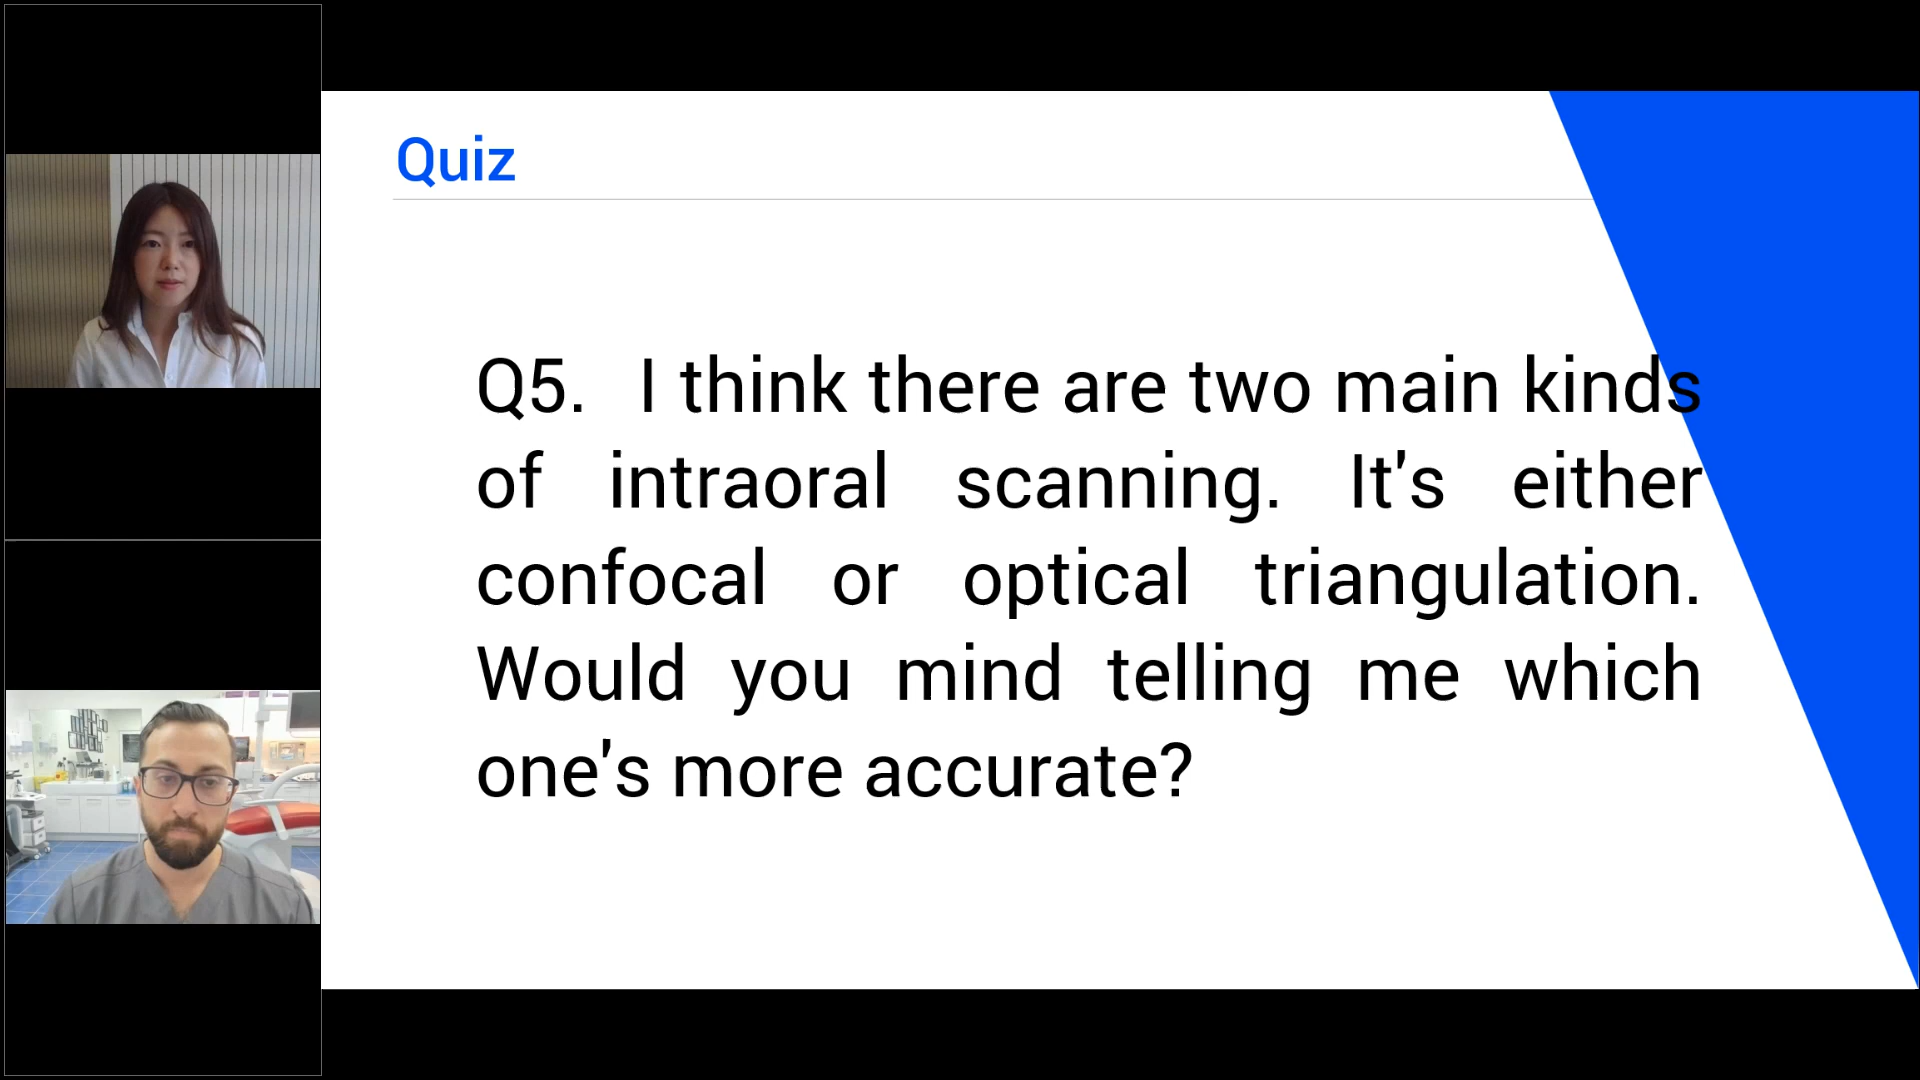 Quiz
Q5. I think there are two main kinds
of intraoral scanning. It's either
confocal or optical triangulation.
Would you mind telling me which
one's more accurate?